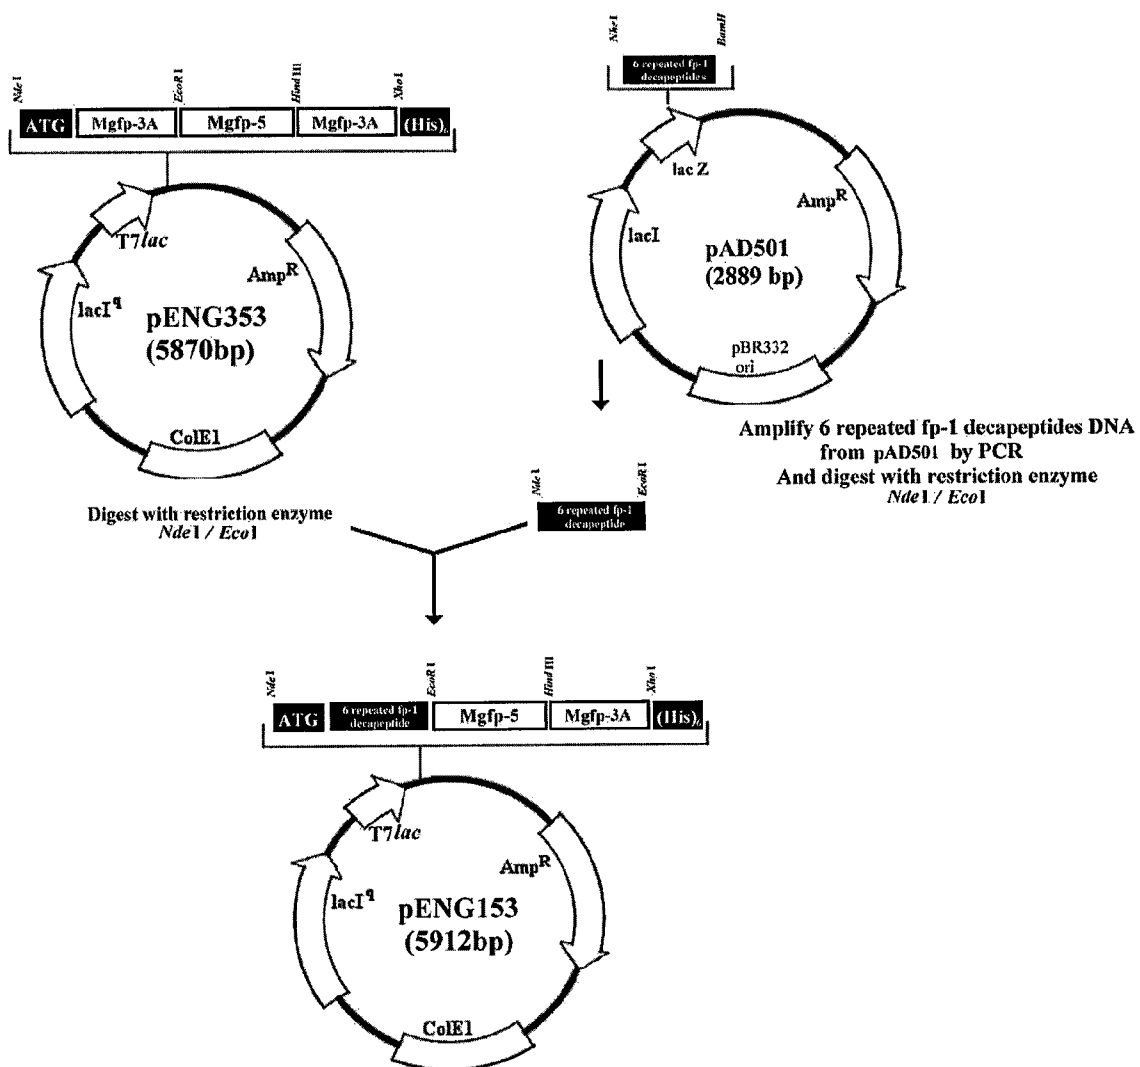 Nde I
EcoR I
Hind III
Xho I
ATG
Mgfp-3A
Mgfp-5
Mgfp-3A
(His)6
T7lac
AmpR
lacIq
pENG353
(5870bp)
ColE1
Digest with restriction enzyme
Nde1 / Eco1
Nhe I
BamH
6 repeated fp-1
decapeptides
lac Z
AmpR
lacI
pAD501
(2889 bp)
pBR332
ori
Amplify 6 repeated fp-1 decapeptides DNA
from pAD501 by PCR
And digest with restriction enzyme
Nde1 / Eco1
Nde I
EcoR I
6 repeated fp-1
decapeptide
Nde I
EcoR I
Hind III
Xho I
ATG
6 repeated fp-1
decapeptide
Mgfp-5
Mgfp-3A
(His)6
T7lac
AmpR
lacIq
pENG153
(5912bp)
ColE1